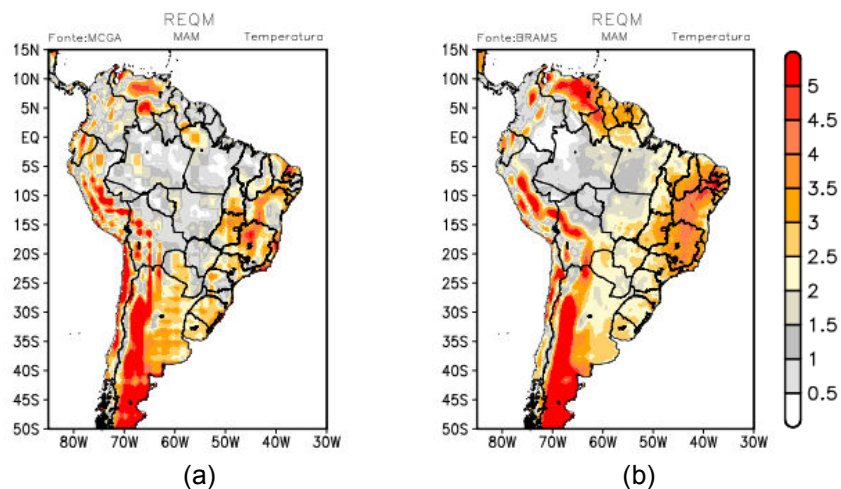 REQM
Fonte:MCGA MAM Temperatura
15N
10N
5N
EQ
5S
10S
15S
20S
25S
30S
35S
40S
45S
50S
80W 70W 60W 50W 40W 30W
(a)
REQM
Fonte:BRAMS MAM Temperatura
15N
10N
5N
EQ
5S
10S
15S
20S
25S
30S
35S
40S
45S
50S
80W 70W 60W 50W 40W 30W
(b)
5
4.5
4
3.5
3
2.5
2
1.5
1
0.5